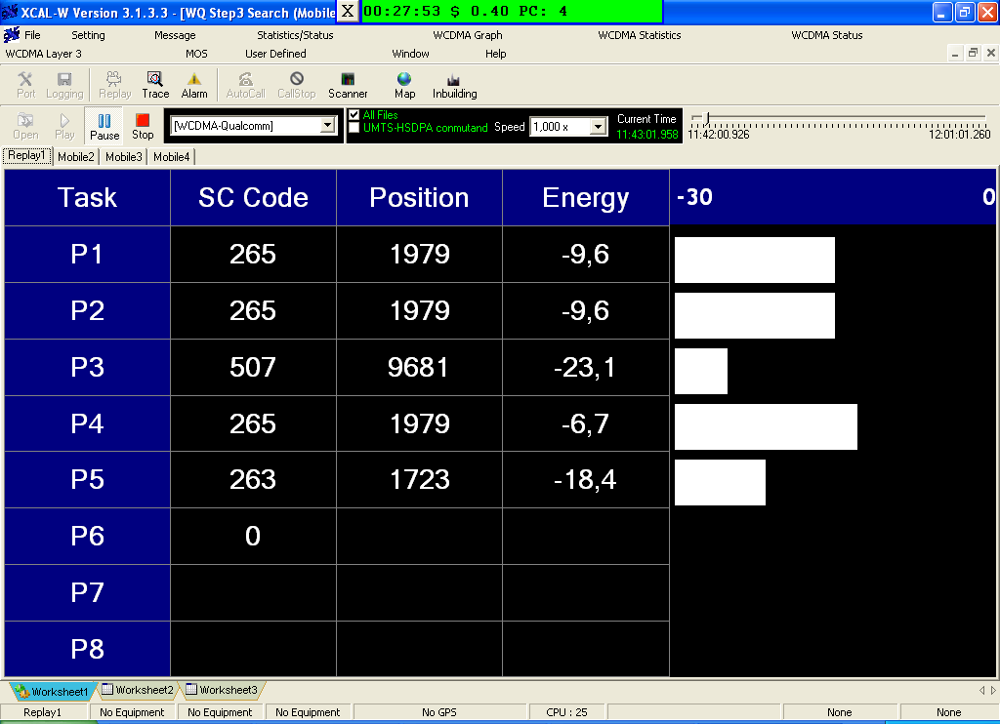 XCAL-W Version 3.1.3.3 - [WQ Step3 Search (Mobile X 00:27:53 $ 0.40 PC: 4
File Setting Message Statistics/Status WCDMA Graph WCDMA Statistics WCDMA Status
WCDMA Layer 3 MOS User Defined Window Help
Port Logging Replay Trace Alarm AutoCall CallStop Scanner Map Inbuilding
Open Play Pause Stop [WCDMA-Qualcomm] All Files
UMTS-HSDPA conmutand Speed 1,000 x Current Time
11:43:01.958 11:42:00.926 12:01:01.260
Replay1 Mobile2 Mobile3 Mobile4
Task SC Code Position Energy -30 0
P1 265 1979 -9,6
P2 265 1979 -9,6
P3 507 9681 -23,1
P4 265 1979 -6,7
P5 263 1723 -18,4
P6 0
P7
P8
Worksheet1 Worksheet2 Worksheet3
Replay1 No Equipment No Equipment No Equipment No GPS CPU : 25 None None